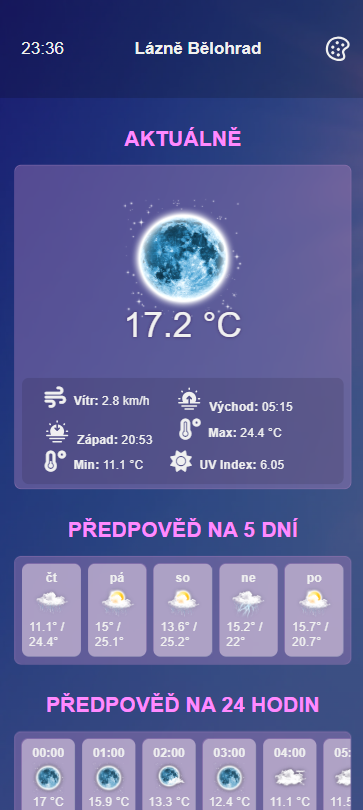 23:36
Lázně Bělohrad
AKTUÁLNĚ
17.2 °C
Vítr: 2.8 km/h
Východ: 05:15
Západ: 20:53
Max: 24.4 °C
Min: 11.1 °C
UV Index: 6.05
PŘEDPOVĚĎ NA 5 DNÍ
čt pá so ne po
11.1° / 15° / 13.6° / 15.2° / 15.7° /
24.4° 25.1° 25.2° 22° 20.7°
PŘEDPOVĚĎ NA 24 HODIN
00:00 01:00 02:00 03:00 04:00 05:
17 °C 15.9 °C 13.3 °C 12.4 °C 11.1 °C